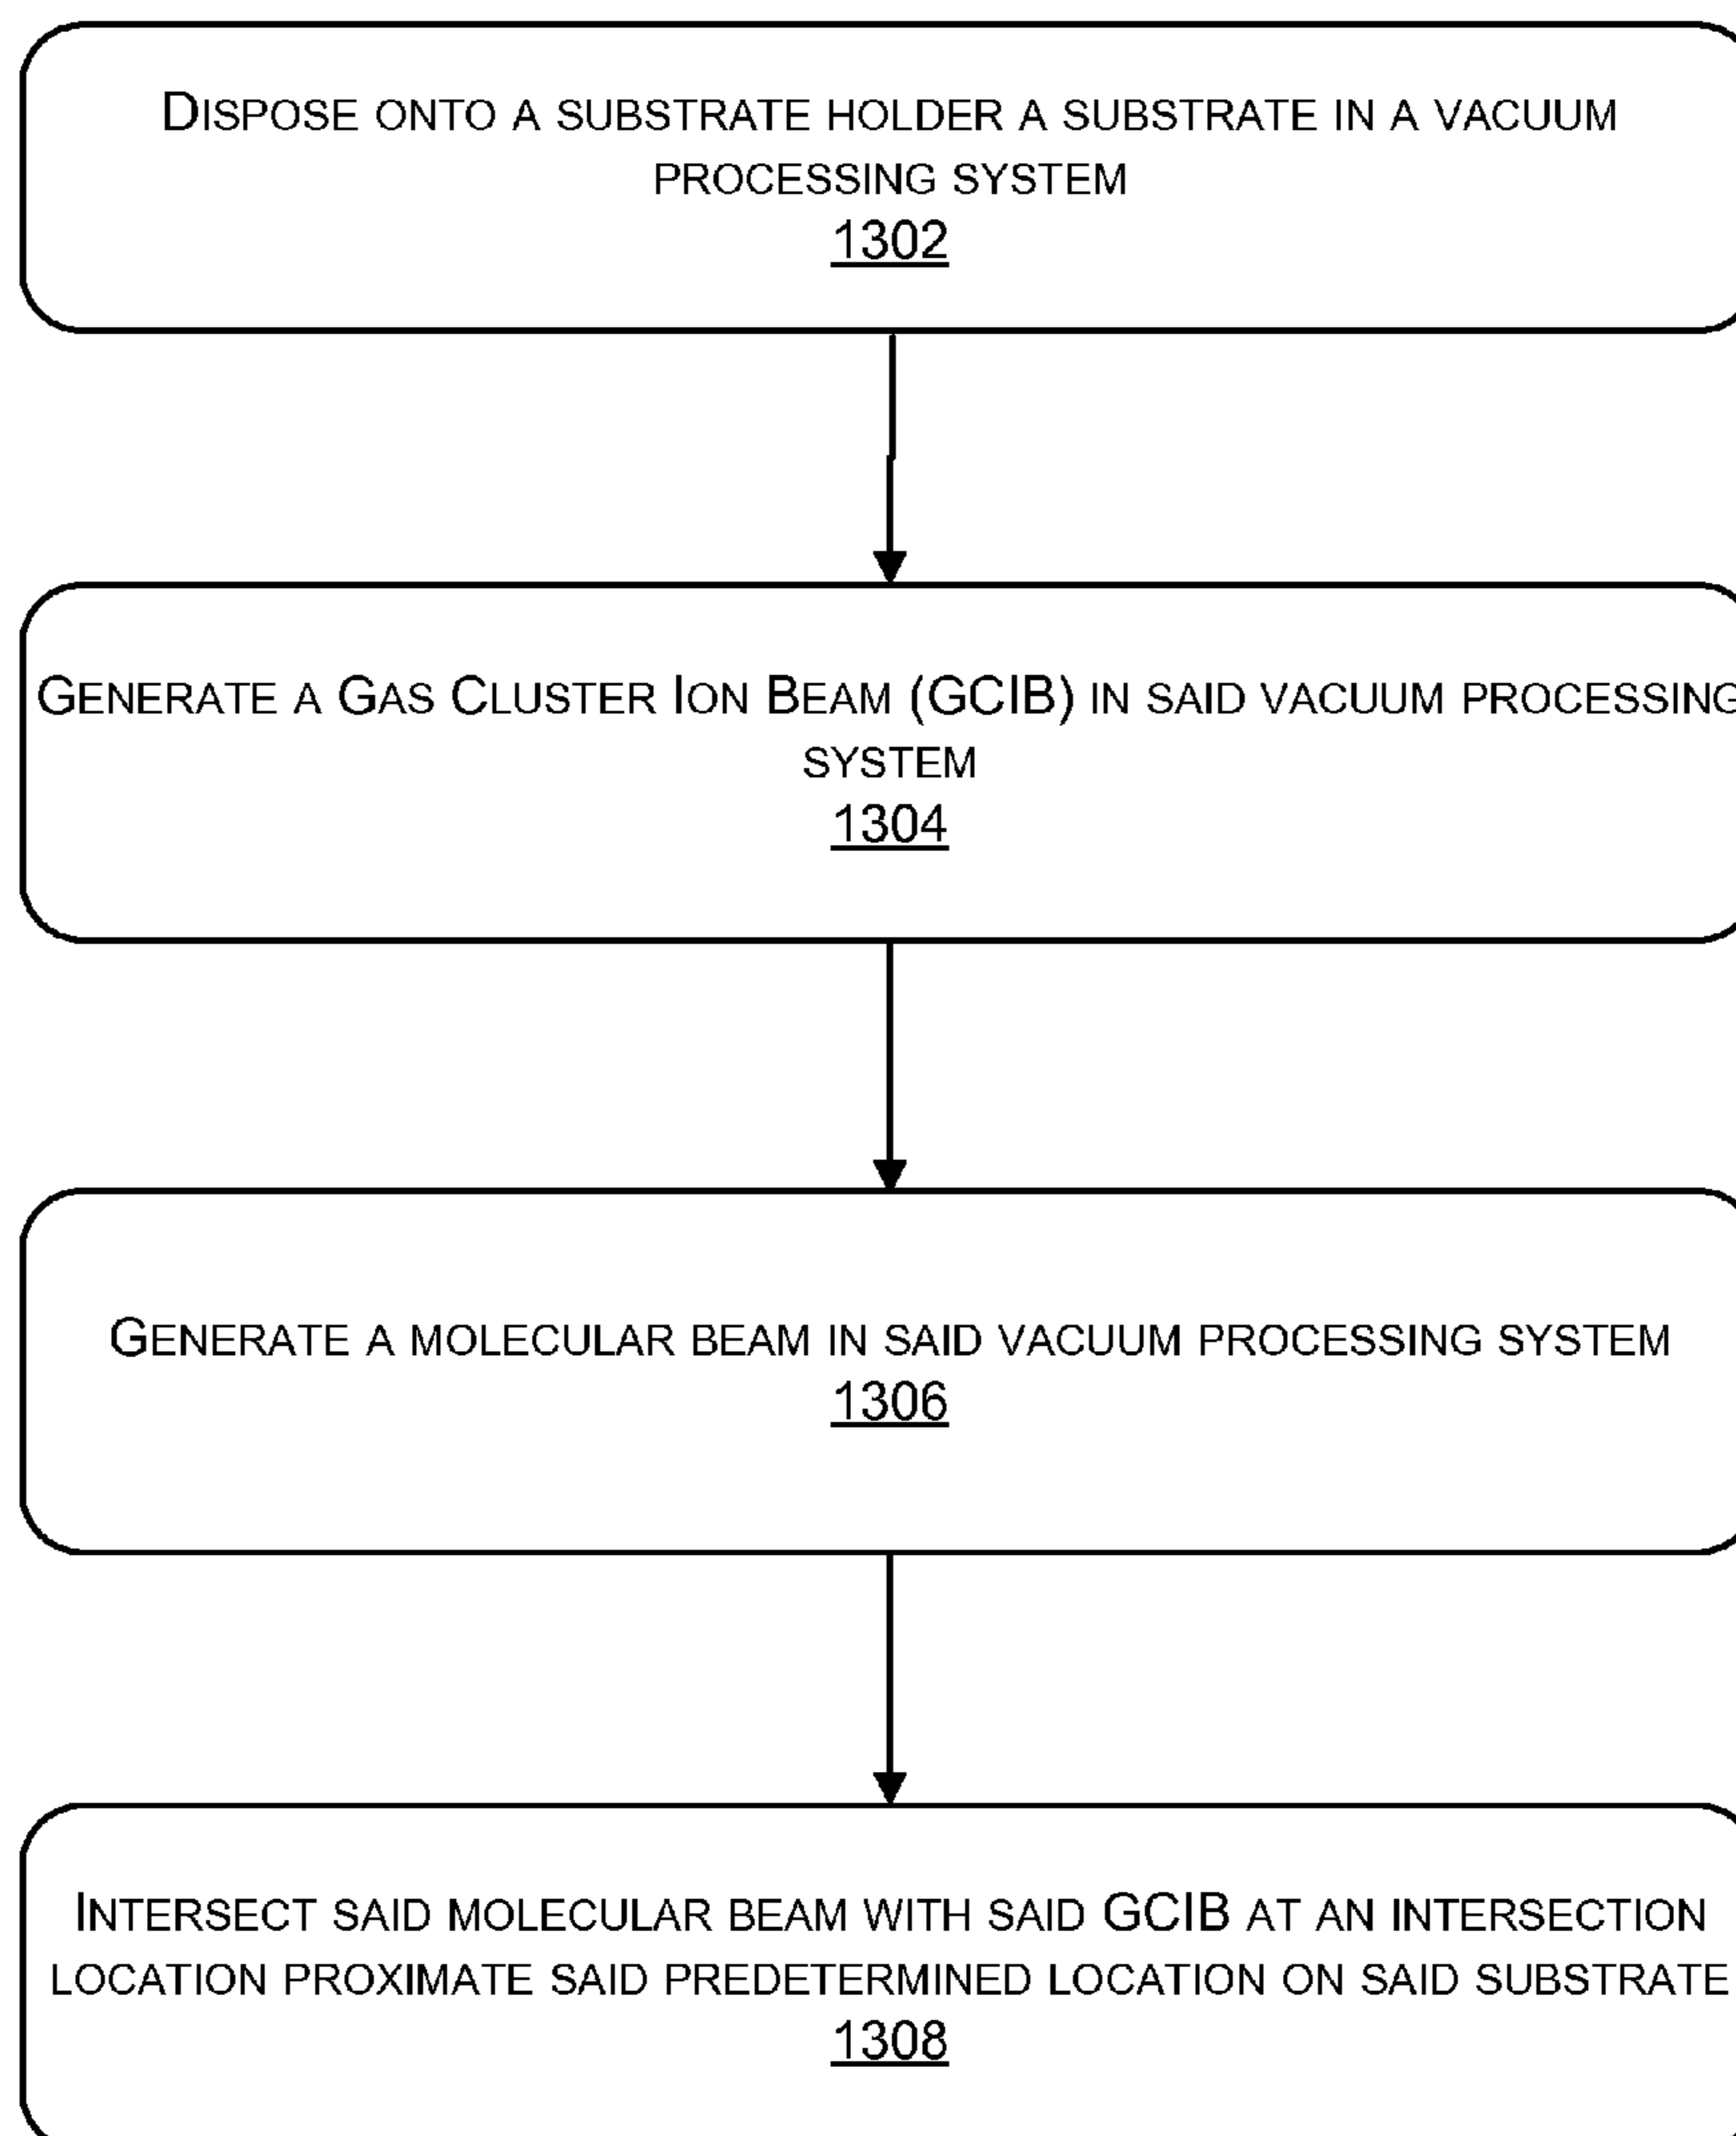 DISPOSE ONTO A SUBSTRATE HOLDER A SUBSTRATE IN A VACUUM
PROCESSING SYSTEM
1302
GENERATE A GAS CLUSTER ION BEAM (GCIB) IN SAID VACUUM PROCESSING
SYSTEM
1304
GENERATE A MOLECULAR BEAM IN SAID VACUUM PROCESSING SYSTEM
1306
INTERSECT SAID MOLECULAR BEAM WITH SAID GCIB AT AN INTERSECTION
LOCATION PROXIMATE SAID PREDETERMINED LOCATION ON SAID SUBSTRATE
1308